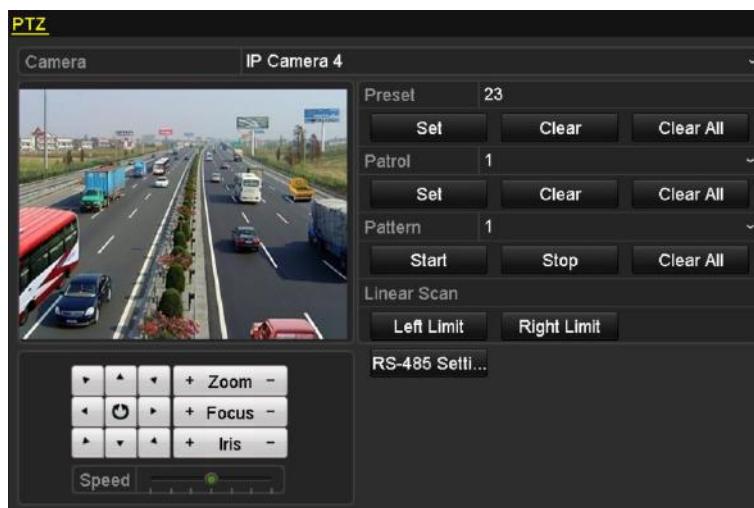 PTZ
Camera IP Camera 4
Preset 23
Set Clear Clear All
Patrol 1
Set Clear Clear All
Pattern 1
Start Stop Clear All
Linear Scan
Left Limit Right Limit
RS-485 Setti...
+ Zoom -
+ Focus -
+ Iris -
Speed